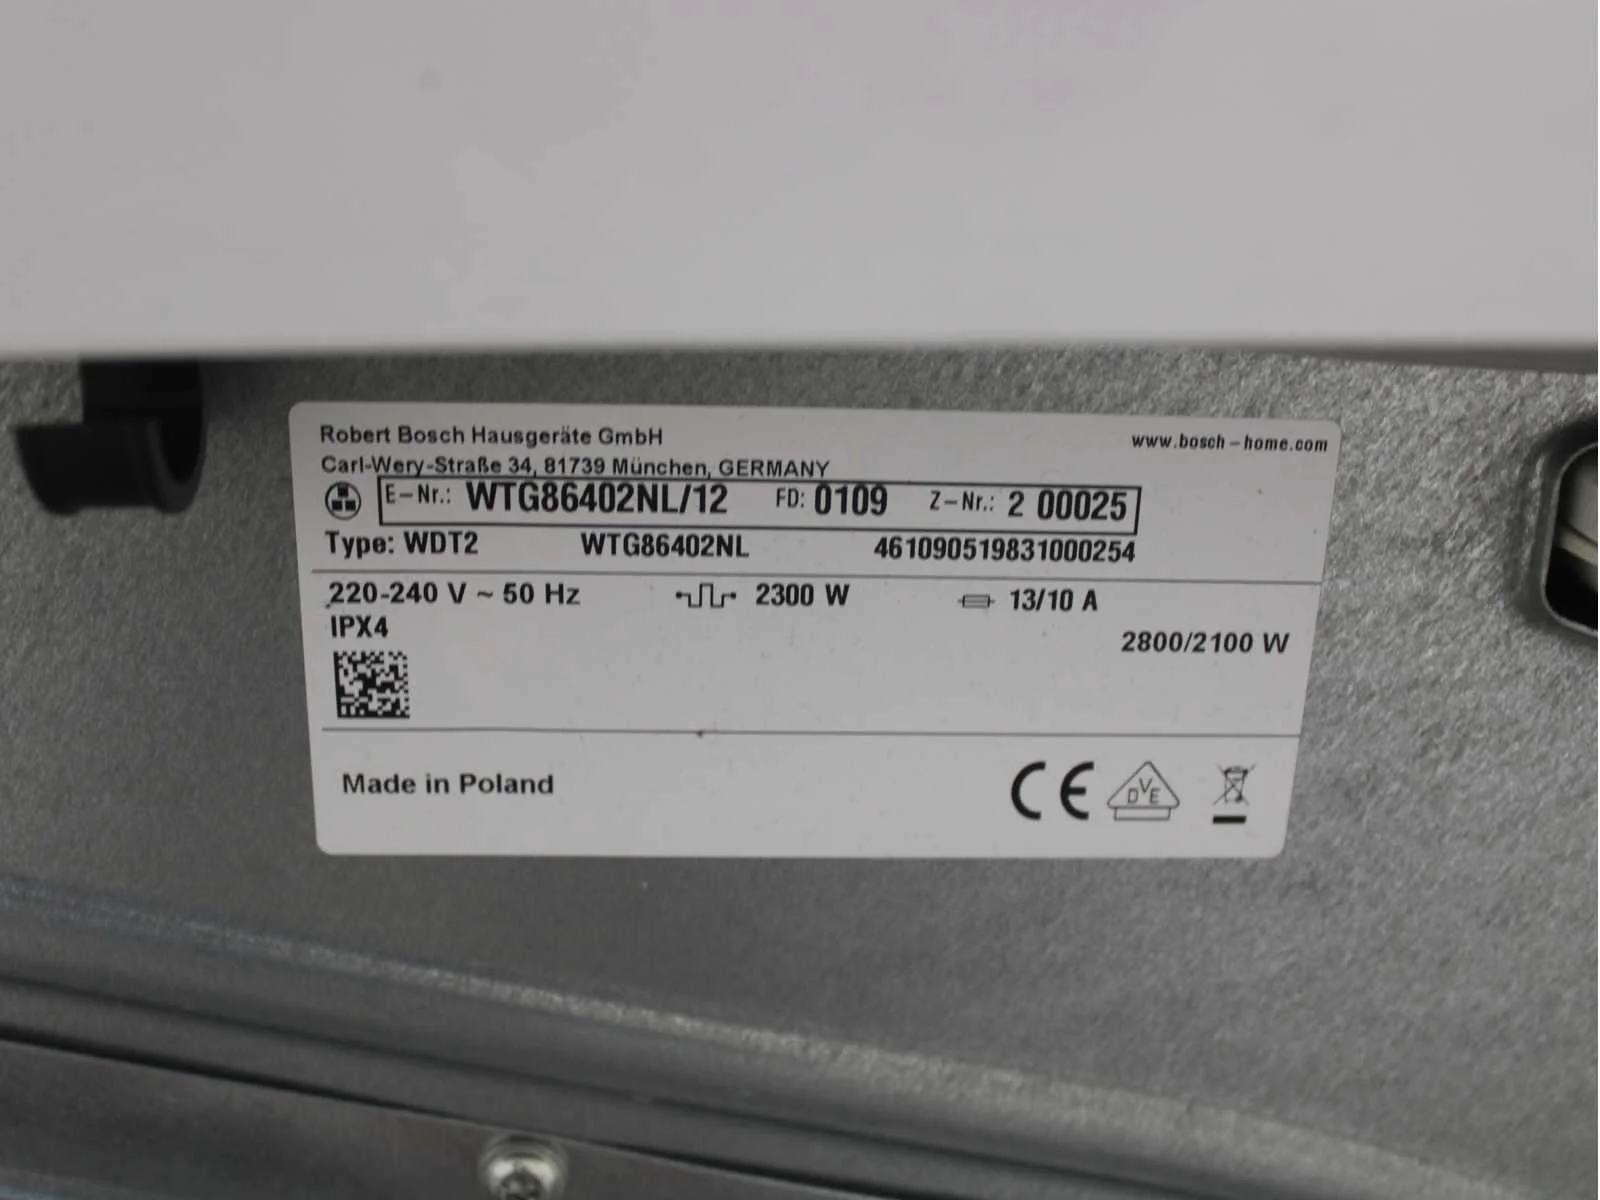 Robert Bosch Hausgeräte GmbH
www.bosch-home.com
Carl-Wery-Straße 34, 81739 München, GERMANY
E-Nr.: WTG86402NL/12 FD: 0109 Z-Nr.: 2 00025
Type: WDT2 WTG86402NL 461090519831000254
220-240 V ~ 50 Hz 2300 W 13/10 A
IPX4
2800/2100 W
Made in Poland
CE DVE